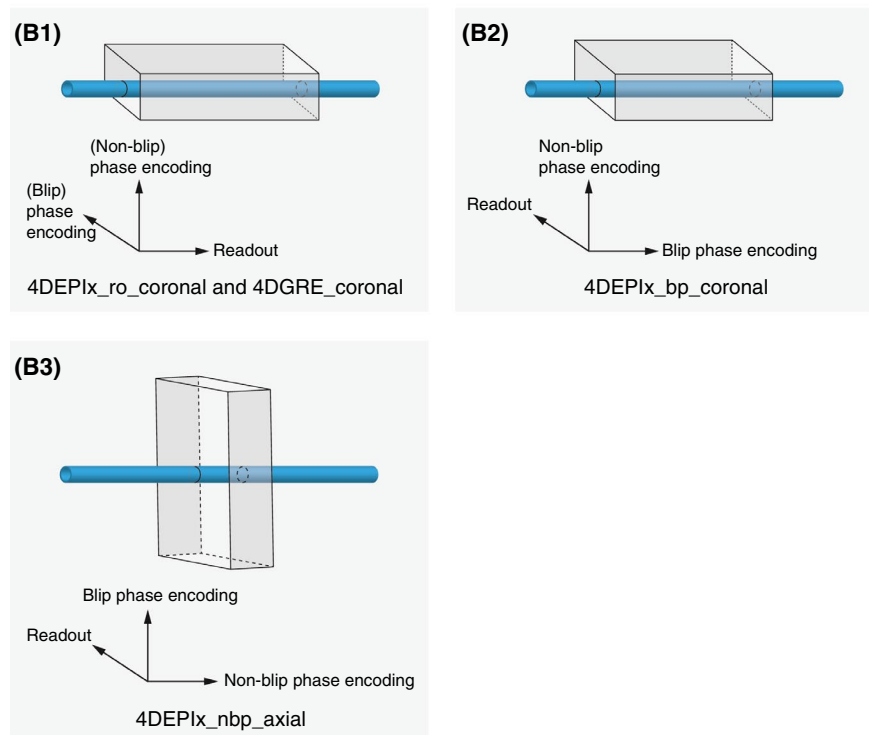 (B1)
(Non-blip)
phase encoding
(Blip)
phase
encoding
Readout
4DEPIx_ro_coronal and 4DGRE_coronal
(B2)
Non-blip
phase encoding
Readout
Blip phase encoding
4DEPIx_bp_coronal
(B3)
Blip phase encoding
Readout
Non-blip phase encoding
4DEPIx_nbp_axial